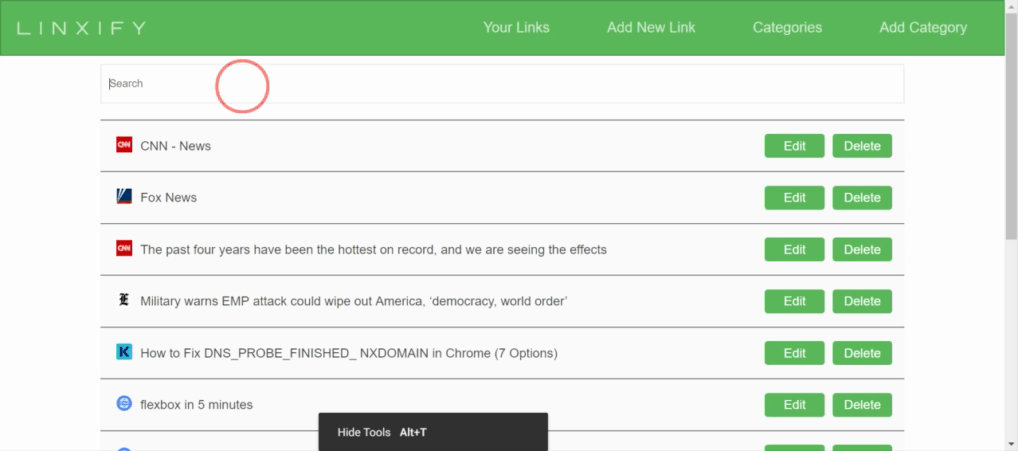 LINXIFY Your Links Add New Link Categories Add Category
Search
CNN CNN - News Edit Delete
Fox News Edit Delete
CNN The past four years have been the hottest on record, and we are seeing the effects Edit Delete
E Military warns EMP attack could wipe out America, ‘democracy, world order’ Edit Delete
K How to Fix DNS_PROBE_FINISHED_ NXDOMAIN in Chrome (7 Options) Edit Delete
flexbox in 5 minutes Edit Delete
Hide Tools Alt+T